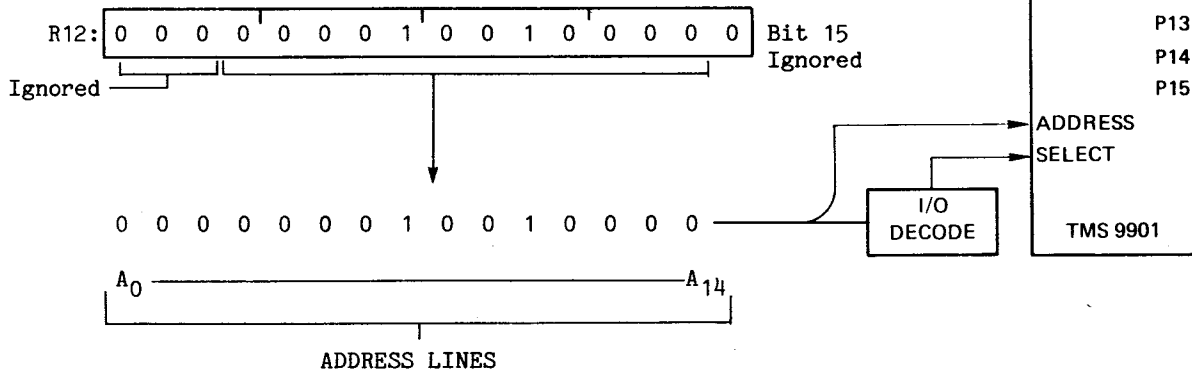 P13
R12: 0 0 0 0 0 0 0 1 0 0 1 0 0 0 0 0 Bit 15
Ignored
P14
Ignored
P15
ADDRESS
SELECT
I/O
DECODE
0 0 0 0 0 0 0 1 0 0 1 0 0 0 0
TMS 9901
A0 A14
ADDRESS LINES